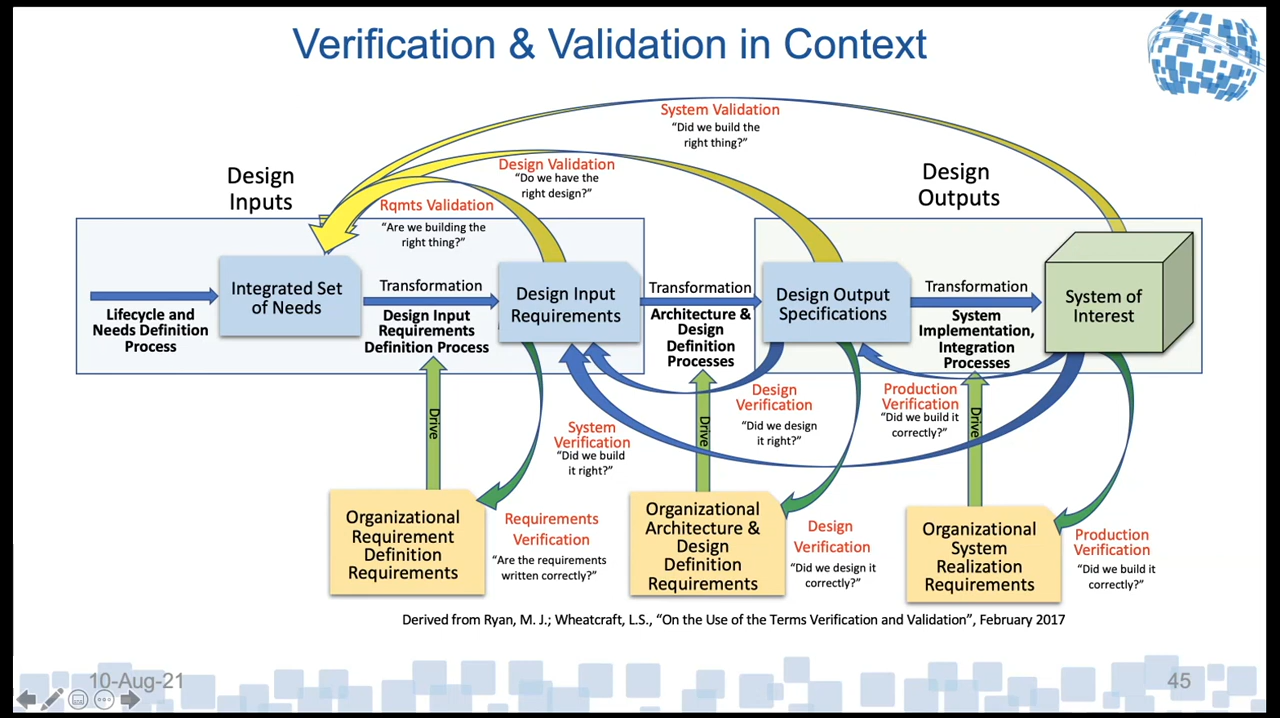 Verification & Validation in Context
System Validation
“Did we build the
right thing?”
Design Validation
“Do we have the
right design?”
Rqmts Validation
“Are we building the
right thing?”
Design
Inputs
Design
Outputs
Lifecycle and
Needs Definition
Process
Integrated Set
of Needs
Transformation
Design Input
Requirements
Definition Process
Design Input
Requirements
Transformation
Architecture &
Design
Definition
Processes
Design Output
Specifications
Transformation
System
Implementation,
Integration
Processes
System of
Interest
Drive
System
Verification
“Did we build
it right?”
Drive
Design
Verification
“Did we design
it right?”
Production
Verification
“Did we build it
correctly?”
Drive
Organizational
Requirement
Definition
Requirements
Requirements
Verification
“Are the requirements
written correctly?”
Organizational
Architecture &
Design
Definition
Requirements
Design
Verification
“Did we design it
correctly?”
Organizational
System
Realization
Requirements
Production
Verification
“Did we build it
correctly?”
Derived from Ryan, M. J.; Wheatcraft, L.S., “On the Use of the Terms Verification and Validation”, February 2017
10-Aug-21
45